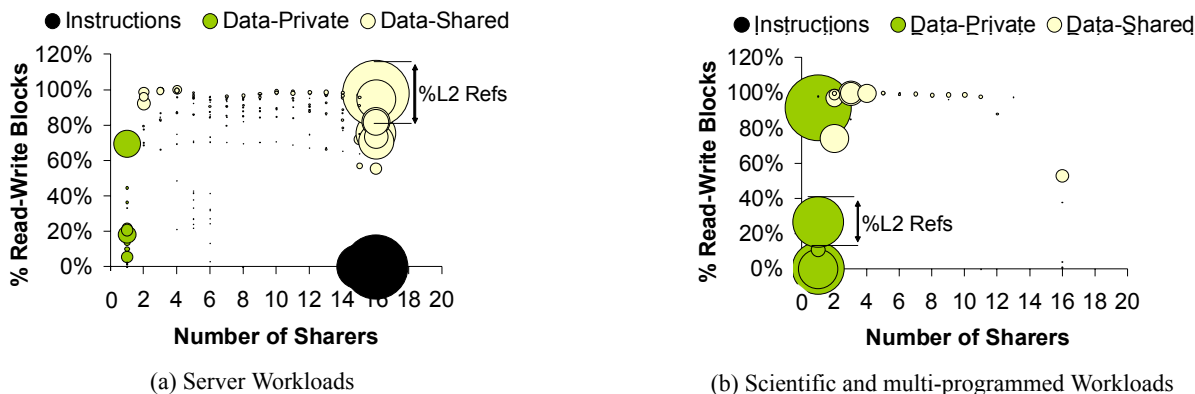 Instructions Data-Private Data-Shared
120%
100%
80%
60%
40%
20%
0%
% Read-Write Blocks
%L2 Refs
0 2 4 6 8 10 12 14 16 18 20
Number of Sharers
(a) Server Workloads
Instructions Data-Private Data-Shared
120%
100%
80%
60%
40%
20%
0%
% Read-Write Blocks
%L2 Refs
0 2 4 6 8 10 12 14 16 18 20
Number of Sharers
(b) Scientific and multi-programmed Workloads